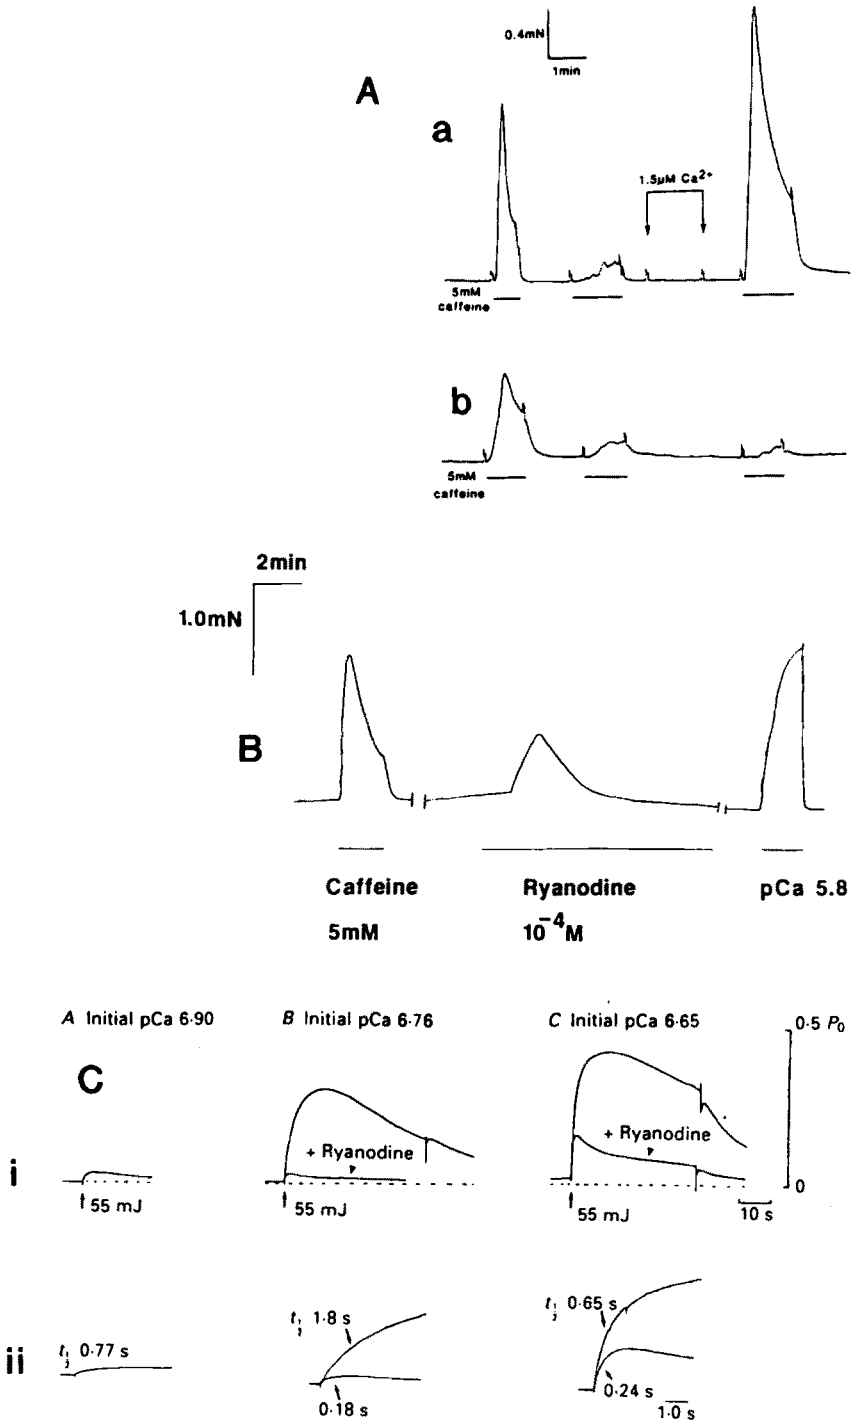 0.4mN
1min
A
a
1.5µM Ca2+
5mM
caffeine
b
5mM
caffeine
2min
1.0mN
B
Caffeine
5mM
Ryanodine
10-4M
pCa 5.8
A Initial pCa 6·90
B Initial pCa 6·76
C Initial pCa 6·65
0·5 P0
C
+ Ryanodine
+ Ryanodine
i
55 mJ
55 mJ
55 mJ
0
10 s
t½ 0·77 s
t½ 1·8 s
t½ 0·65 s
ii
0·18 s
0·24 s
1·0 s